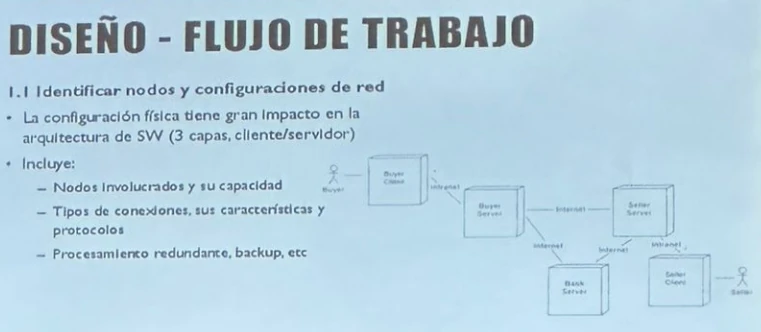 DISEÑO - FLUJO DE TRABAJO
1.1 Identificar nodos y configuraciones de red
• La configuración física tiene gran impacto en la
arquitectura de SW (3 capas, cliente/servidor)
• Incluye:
– Nodos Involucrados y su capacidad
– Tipos de conexiones, sus características y
protocolos
– Procesamiento redundante, backup, etc
Buyer
Buyer
Client
Intranet
Buyer
Server
Internet
Seller
Server
Internet
Internet
Intranet
Bank
Server
Seller
Client
Seller